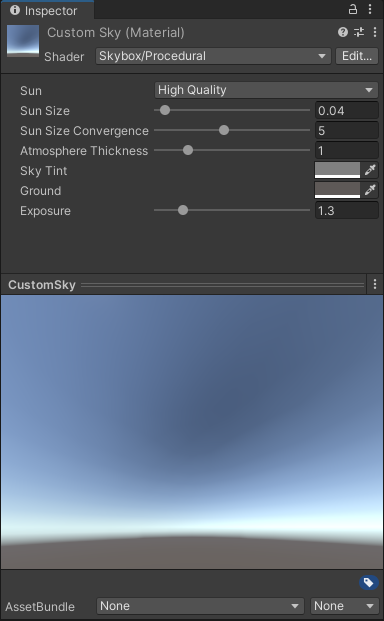 Inspector
Custom Sky (Material)
Shader Skybox/Procedural Edit...
Sun High Quality
Sun Size 0.04
Sun Size Convergence 5
Atmosphere Thickness 1
Sky Tint
Ground
Exposure 1.3
CustomSky
AssetBundle None None